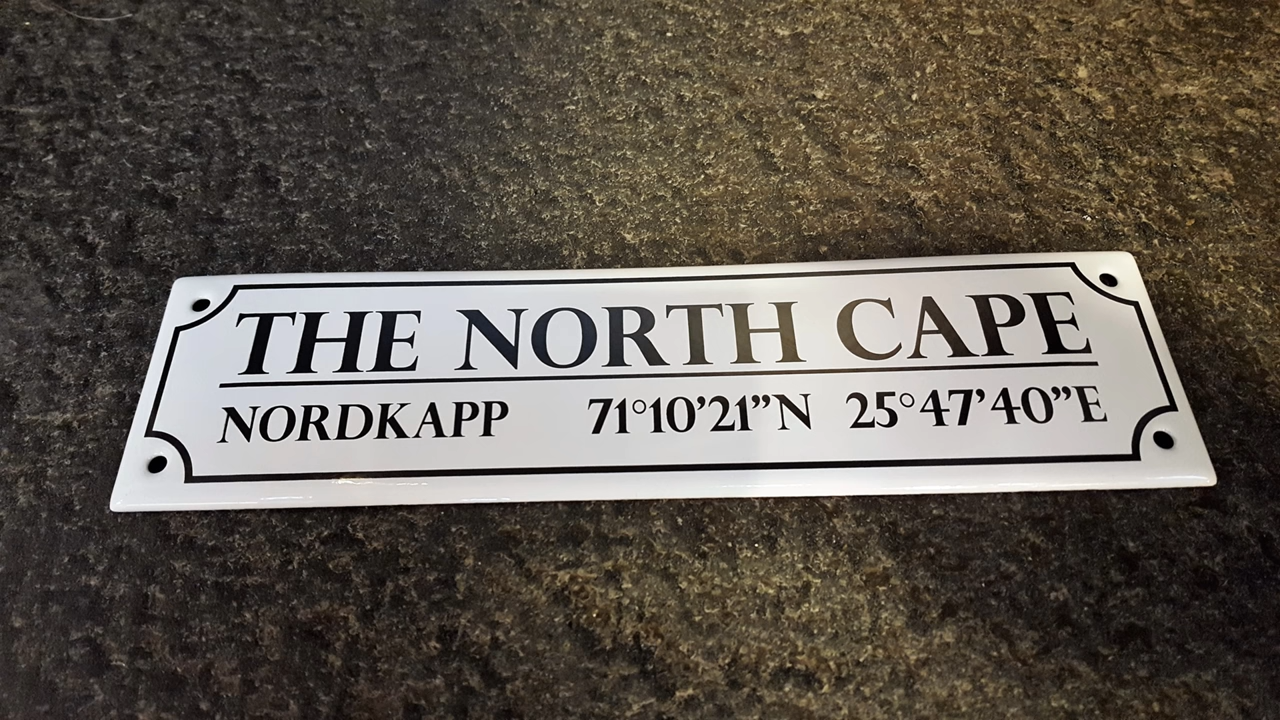 THE NORTH CAPE
NORDKAPP 71°10’21”N 25°47’40”E